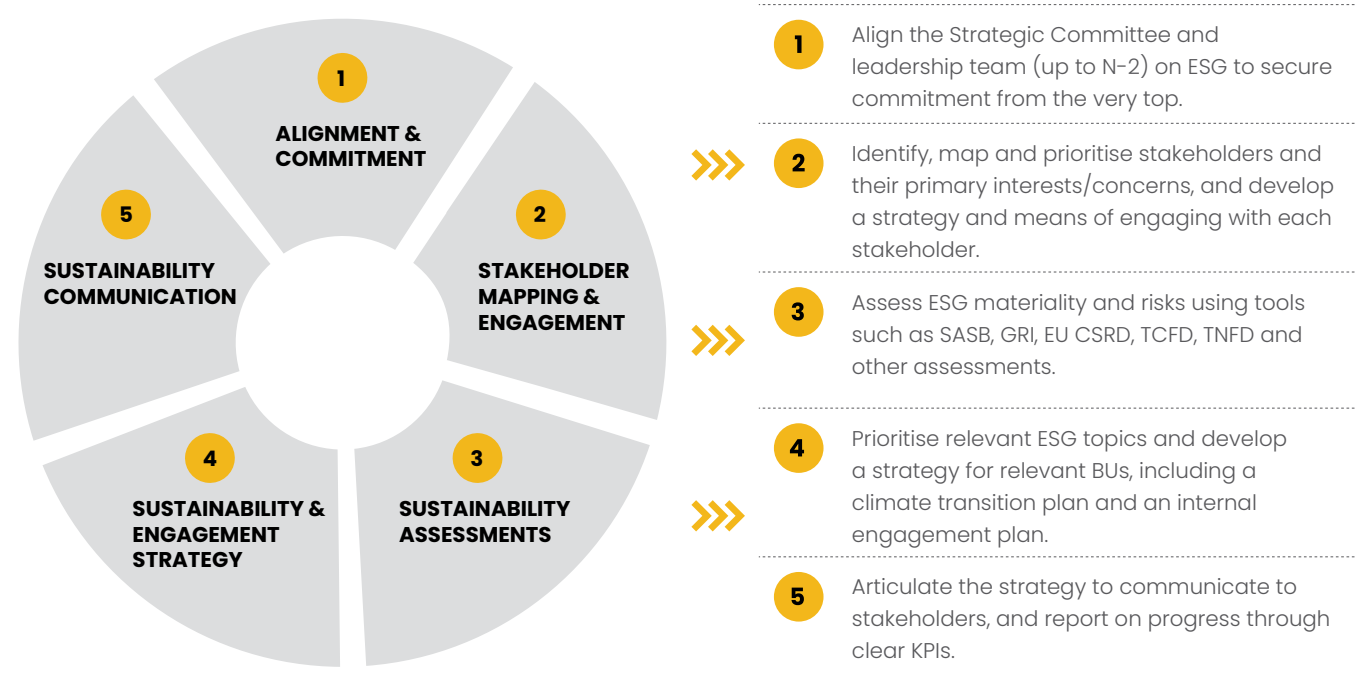 1
ALIGNMENT &
COMMITMENT
2
STAKEHOLDER
MAPPING &
ENGAGEMENT
3
SUSTAINABILITY
ASSESSMENTS
4
SUSTAINABILITY &
ENGAGEMENT
STRATEGY
5
SUSTAINABILITY
COMMUNICATION
1
Align the Strategic Committee and
leadership team (up to N-2) on ESG to secure
commitment from the very top.
2
Identify, map and prioritise stakeholders and
their primary interests/concerns, and develop
a strategy and means of engaging with each
stakeholder.
3
Assess ESG materiality and risks using tools
such as SASB, GRI, EU CSRD, TCFD, TNFD and
other assessments.
4
Prioritise relevant ESG topics and develop
a strategy for relevant BUs, including a
climate transition plan and an internal
engagement plan.
5
Articulate the strategy to communicate to
stakeholders, and report on progress through
clear KPIs.